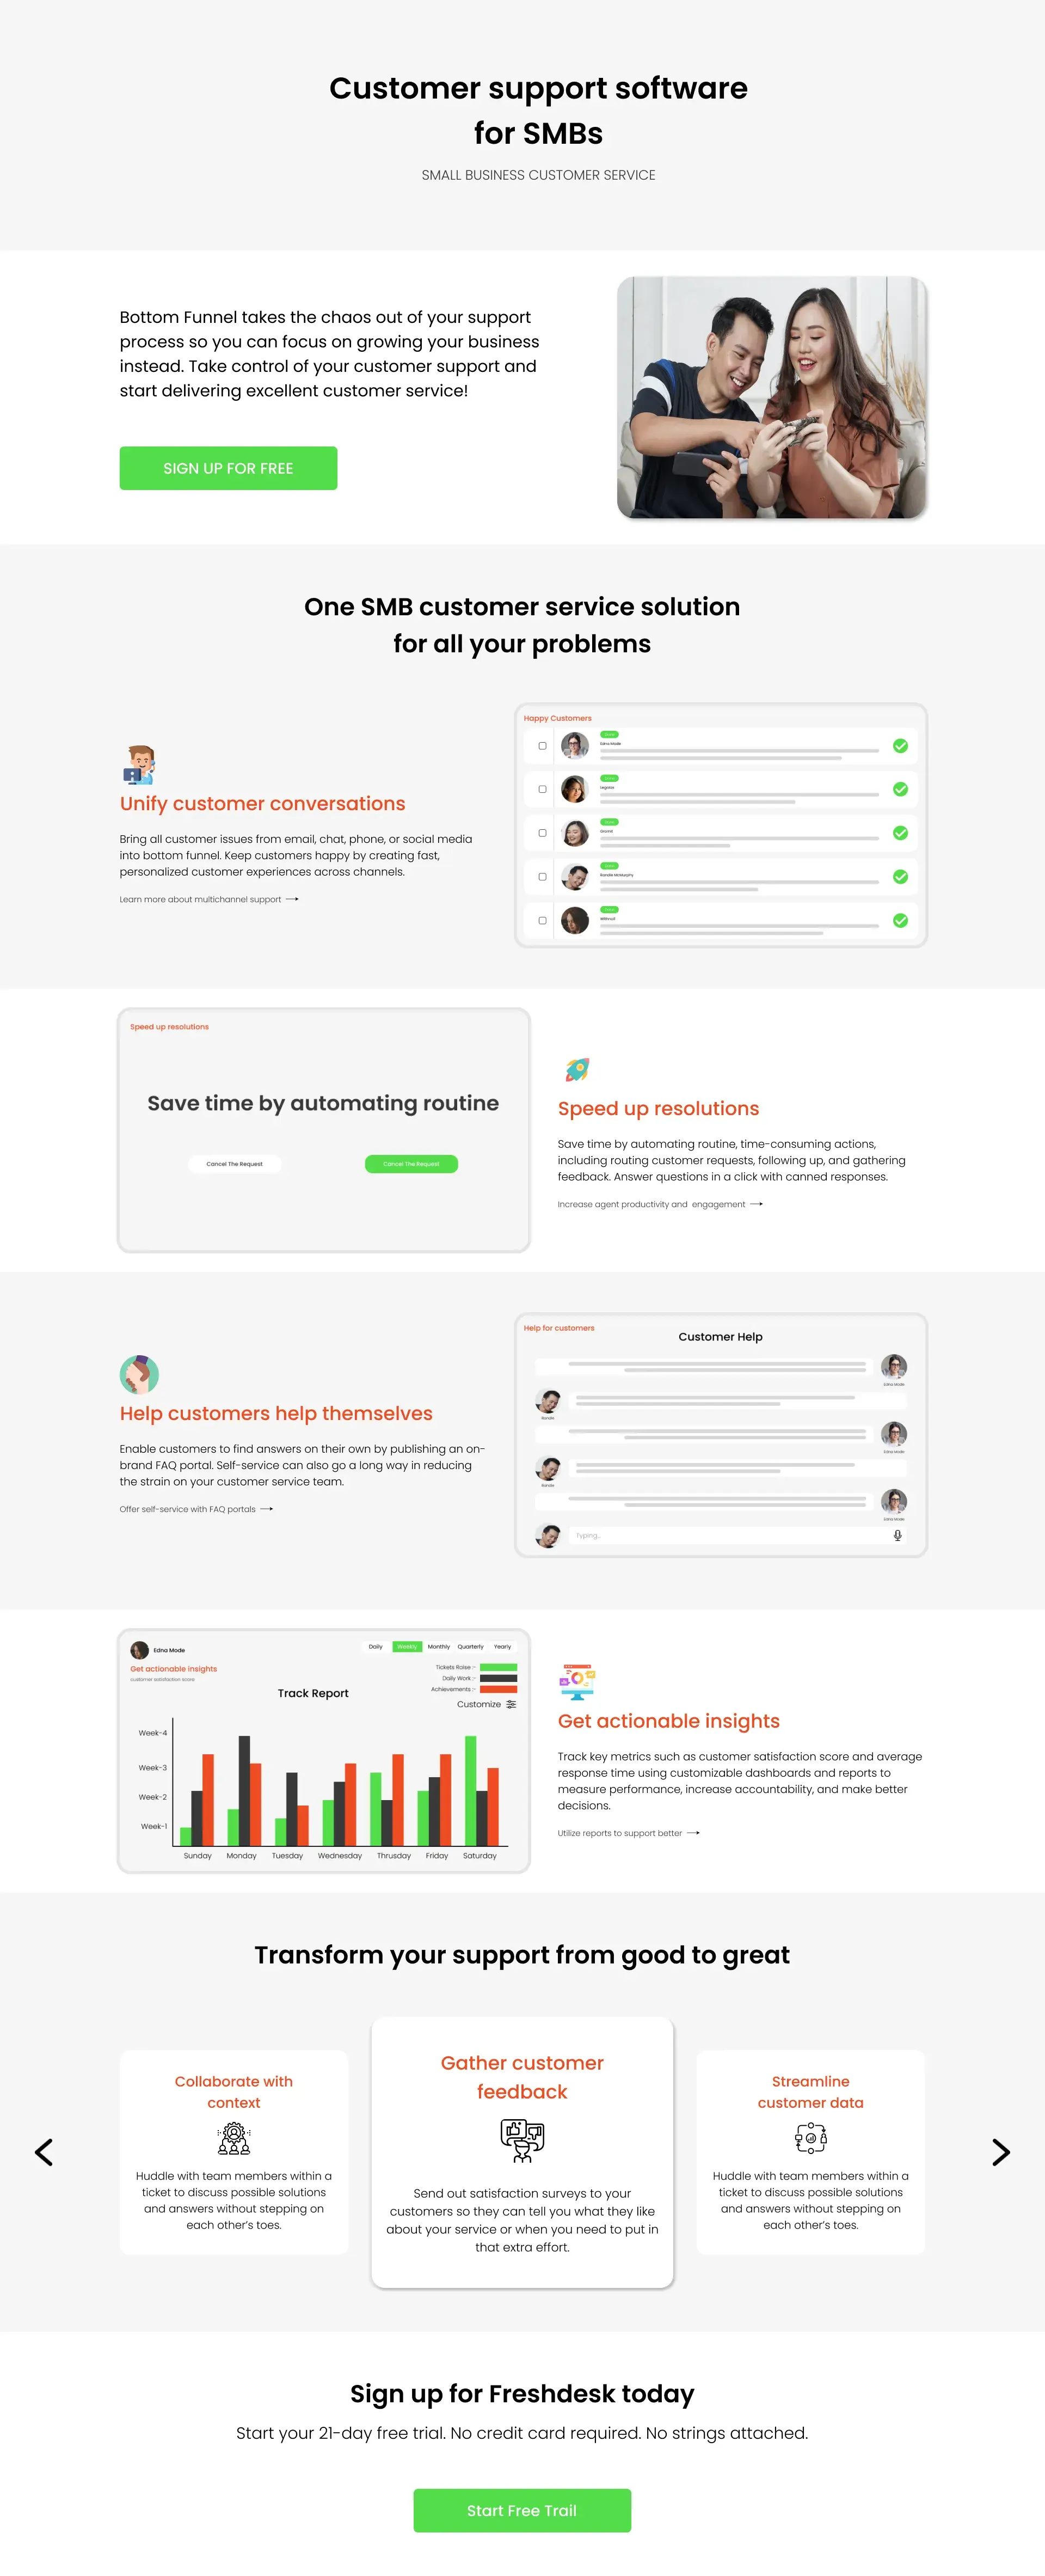 Customer support software
for SMBs
SMALL BUSINESS CUSTOMER SERVICE
Bottom Funnel takes the chaos out of your support
process so you can focus on growing your business
instead. Take control of your customer support and
start delivering excellent customer service!
SIGN UP FOR FREE
One SMB customer service solution
for all your problems
Unify customer conversations
Bring all customer issues from email, chat, phone, or social media
into bottom funnel. Keep customers happy by creating fast,
personalized customer experiences across channels.
Learn more about multichannel support
Happy Customers
Edna Mode
Randle McMurphy
Without
Speed up resolutions
Save time by automating routine
Cancel The Request
Cancel The Request
Speed up resolutions
Save time by automating routine, time-consuming actions,
including routing customer requests, following up, and gathering
feedback. Answer questions in a click with canned responses.
Increase agent productivity and engagement
Help customers help themselves
Enable customers to find answers on their own by publishing an on-
brand FAQ portal. Self-service can also go a long way in reducing
the strain on your customer service team.
Offer self-service with FAQ portals
Help for customers
Customer Help
Edna Mode
Randle
Edna Mode
Randle
Edna Mode
Typing..
Edna Mode
Get actionable insights
customer satisfaction score
Daily
Weekly
Monthly
Quarterly
Yearly
Tickets Raise :-
Daily Work :-
Achievements :-
Customize
Track Report
Week-4
Week-3
Week-2
Week-1
Sunday
Monday
Tuesday
Wednesday
Thrusday
Friday
Saturday
Get actionable insights
Track key metrics such as customer satisfaction score and average
response time using customizable dashboards and reports to
measure performance, increase accountability, and make better
decisions.
Utilize reports to support better
Transform your support from good to great
Collaborate with
context
Huddle with team members within a
ticket to discuss possible solutions
and answers without stepping on
each other's toes.
Gather customer
feedback
Send out satisfaction surveys to your
customers so they can tell you what they like
about your service or when you need to put in
that extra effort.
Streamline
customer data
Huddle with team members within a
ticket to discuss possible solutions
and answers without stepping on
each other's toes.
Sign up for Freshdesk today
Start your 21-day free trial. No credit card required. No strings attached.
Start Free Trail